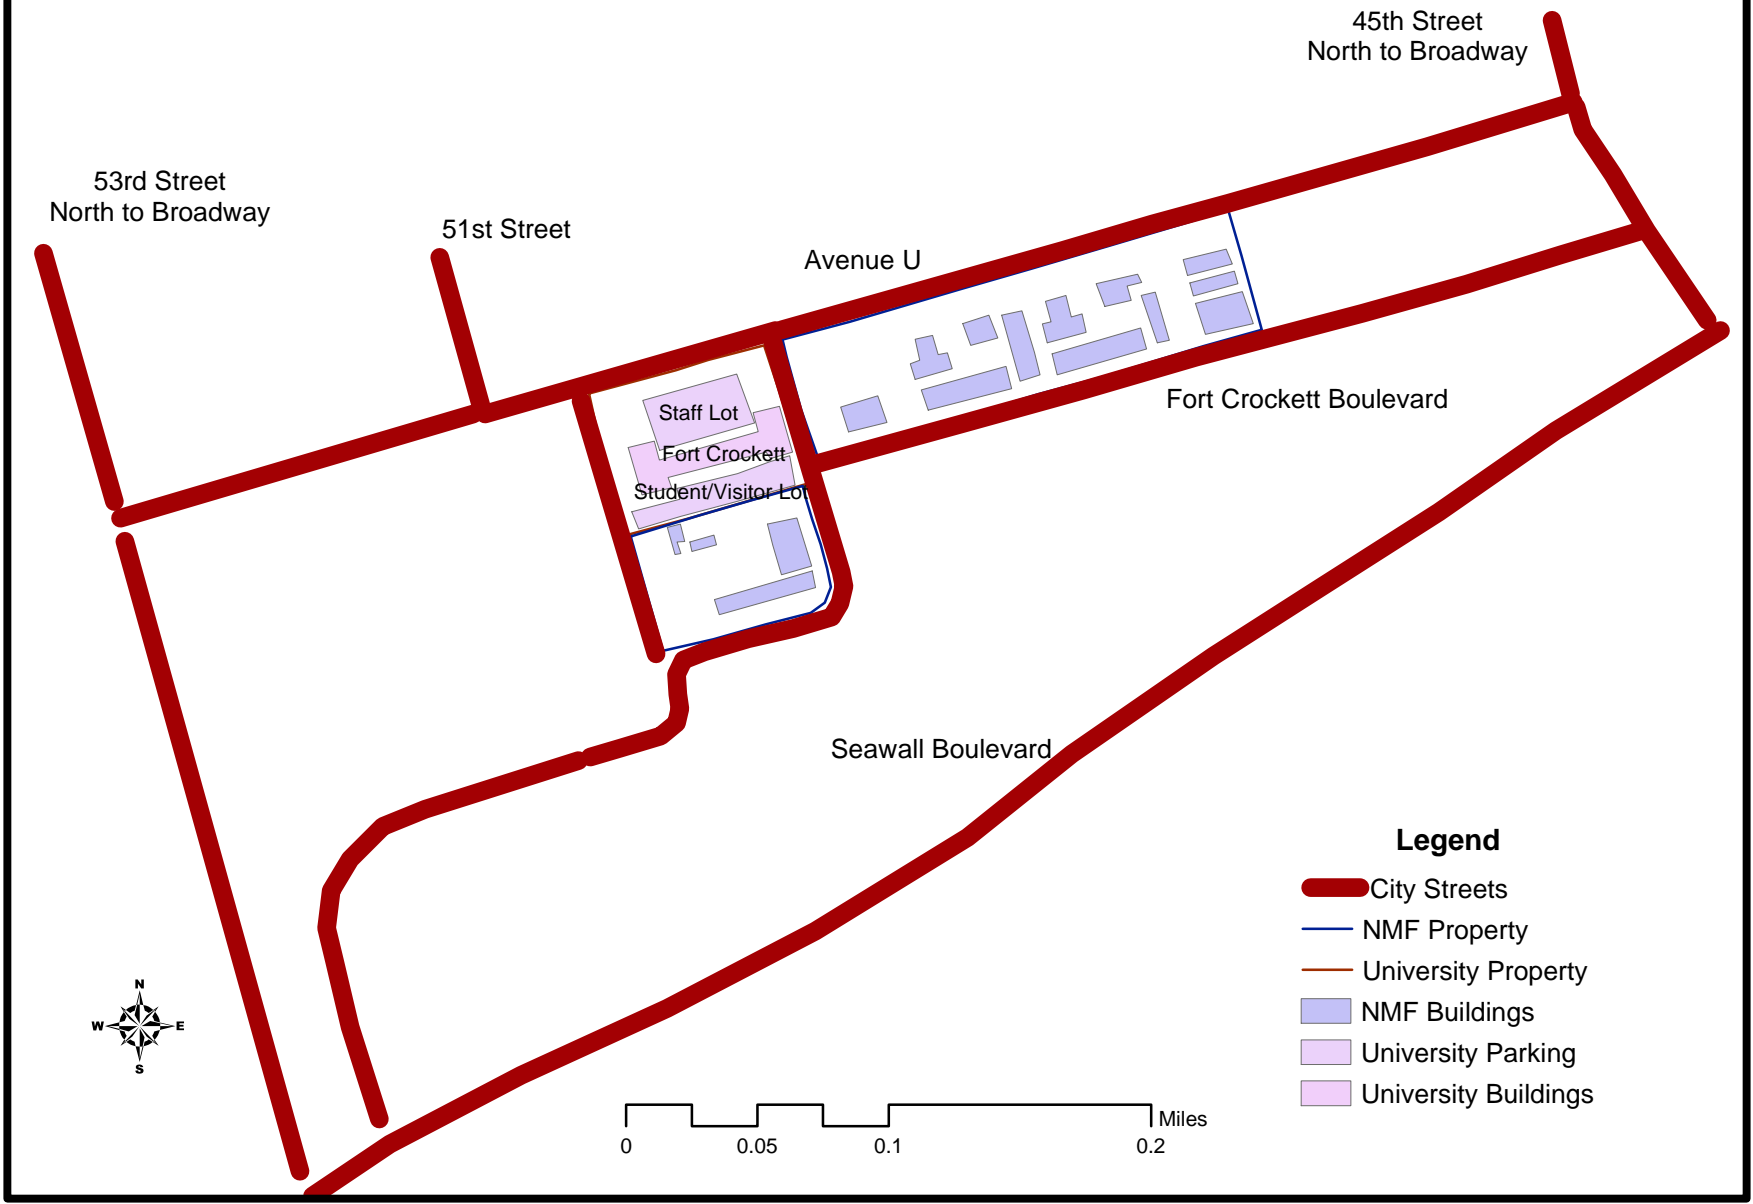 45th Street
North to Broadway
53rd Street
North to Broadway
51st Street
Avenue U
Staff Lot
Fort Crockett
Student/Visitor Lot
Fort Crockett Boulevard
Seawall Boulevard
Legend
City Streets
NMF Property
University Property
NMF Buildings
University Parking
University Buildings
N
W E
S
Miles
0 0.05 0.1 0.2